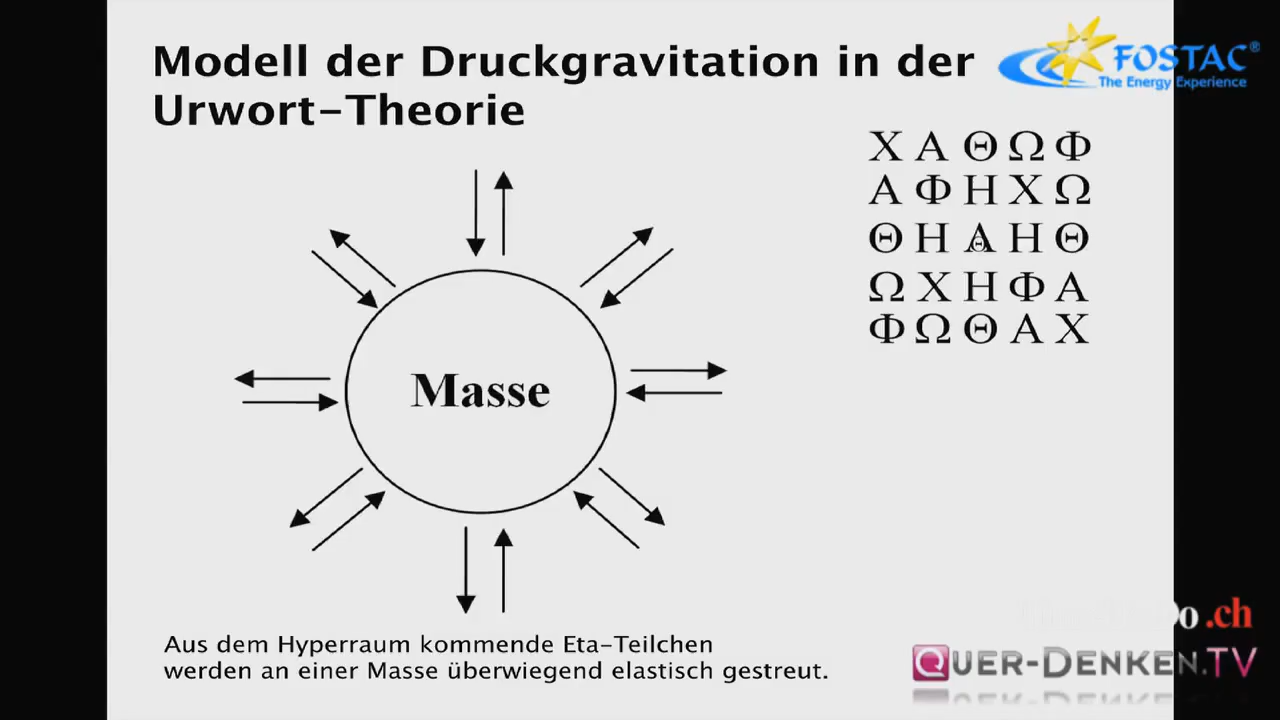 Modell der Druckgravitation in der
Urwort-Theorie
FOSTAC®
The Energy Experience
Χ Α Θ Ω Φ
Α Φ Η Χ Ω
Θ Η Α Η Θ
Ω Χ Η Φ Α
Φ Ω Θ Α Χ
Masse
Aus dem Hyperraum kommende Eta-Teilchen
werden an einer Masse überwiegend elastisch gestreut.
.ch
QUER-DENKEN.TV